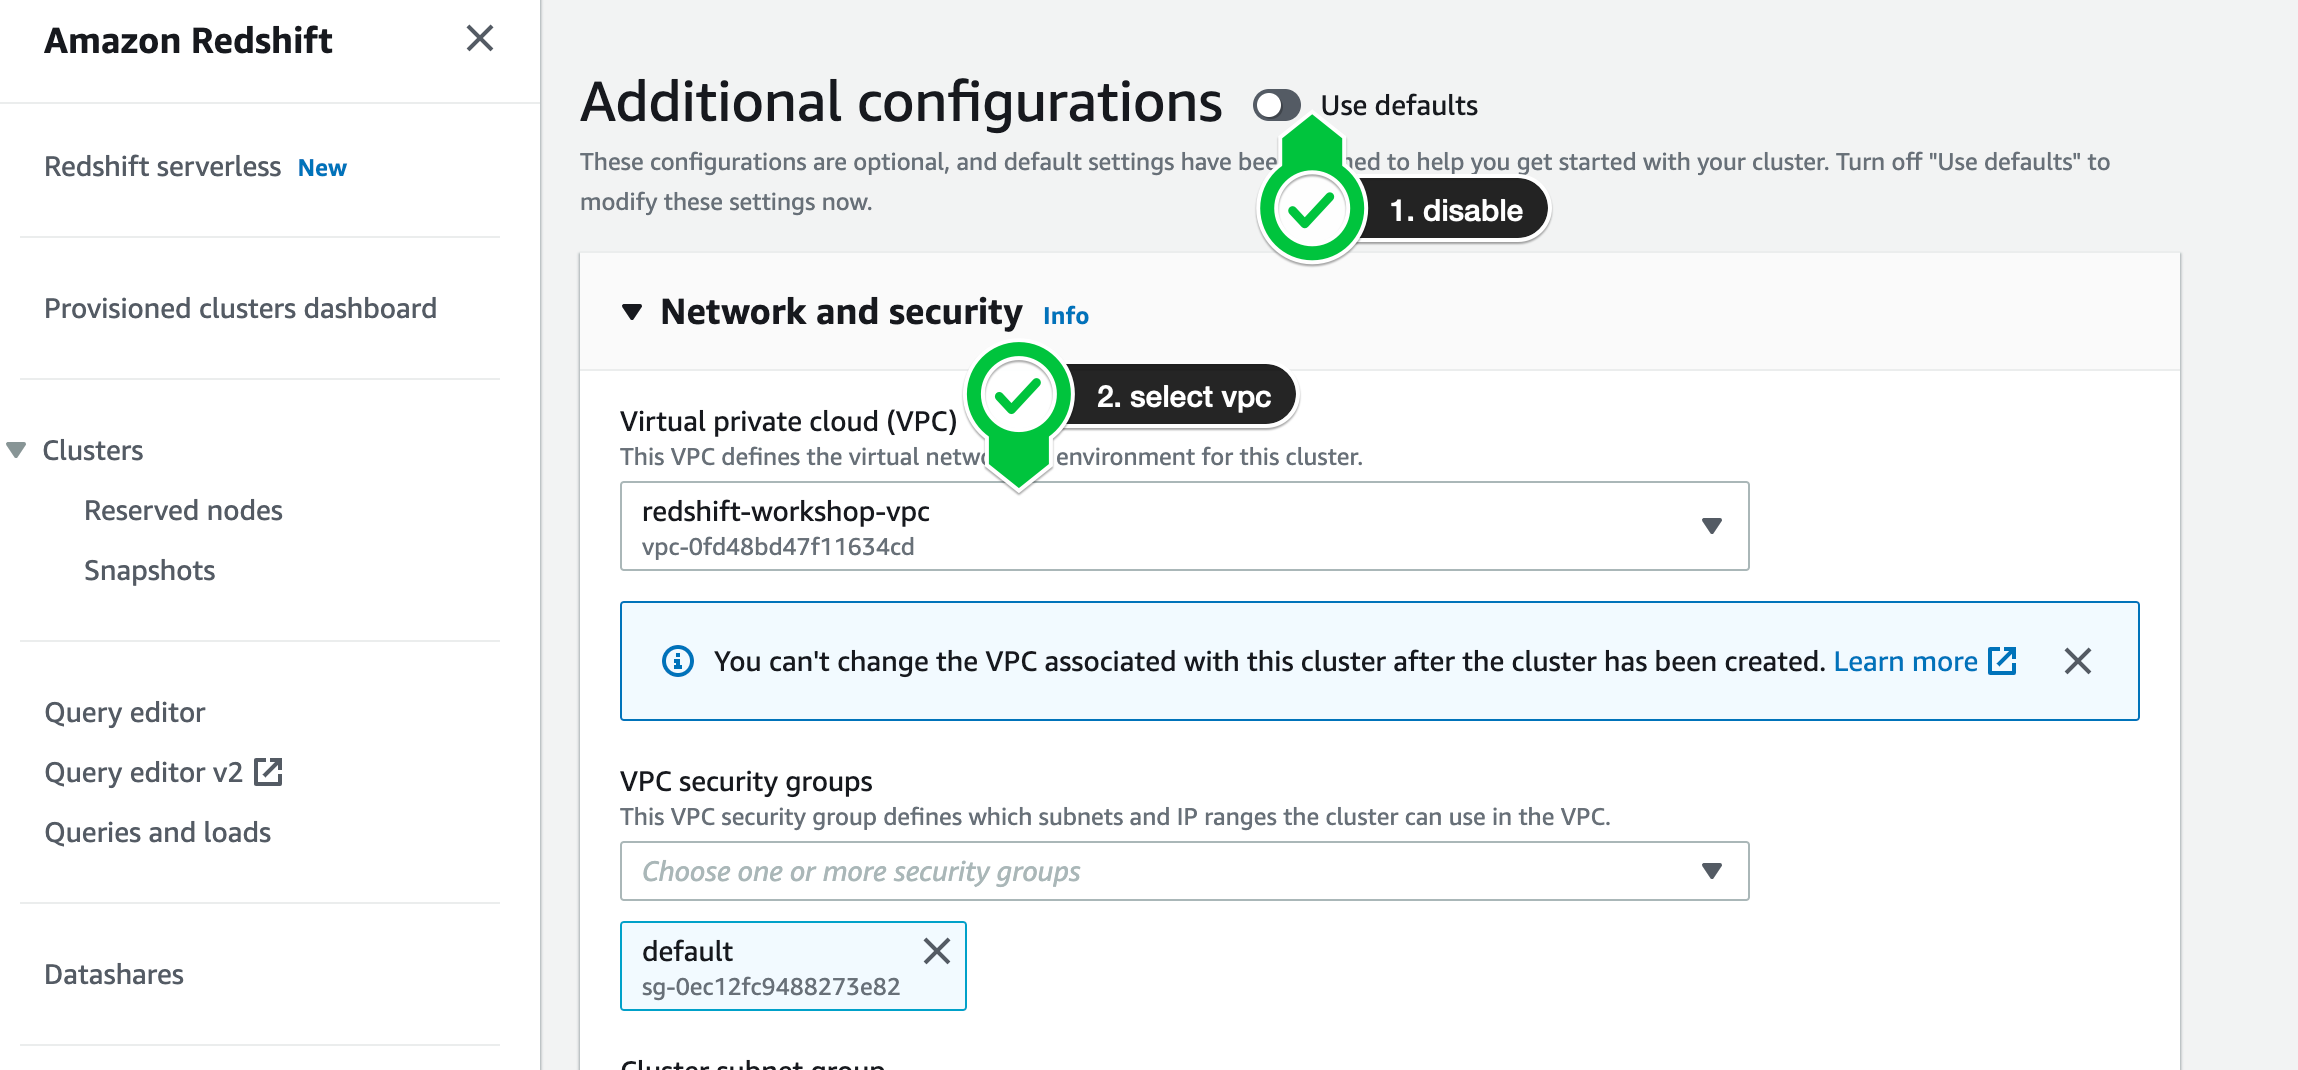 Amazon Redshift
Redshift serverless New
Provisioned clusters dashboard
Clusters
Reserved nodes
Snapshots
Query editor
Query editor v2
Queries and loads
Datashares
Additional configurations
Use defaults
These configurations are optional, and default settings have been to help you get started with your cluster. Turn off "Use defaults" to
modify these settings now.
1. disable
Network and security Info
2. select vpc
Virtual private cloud (VPC)
This VPC defines the virtual environment for this cluster.
redshift-workshop-vpc
vpc-0fd48bd47f11634cd
You can't change the VPC associated with this cluster after the cluster has been created. Learn more
VPC security groups
This VPC security group defines which subnets and IP ranges the cluster can use in the VPC.
Choose one or more security groups
default
sg-0ec12fc9488273e82
Cluster subnet group